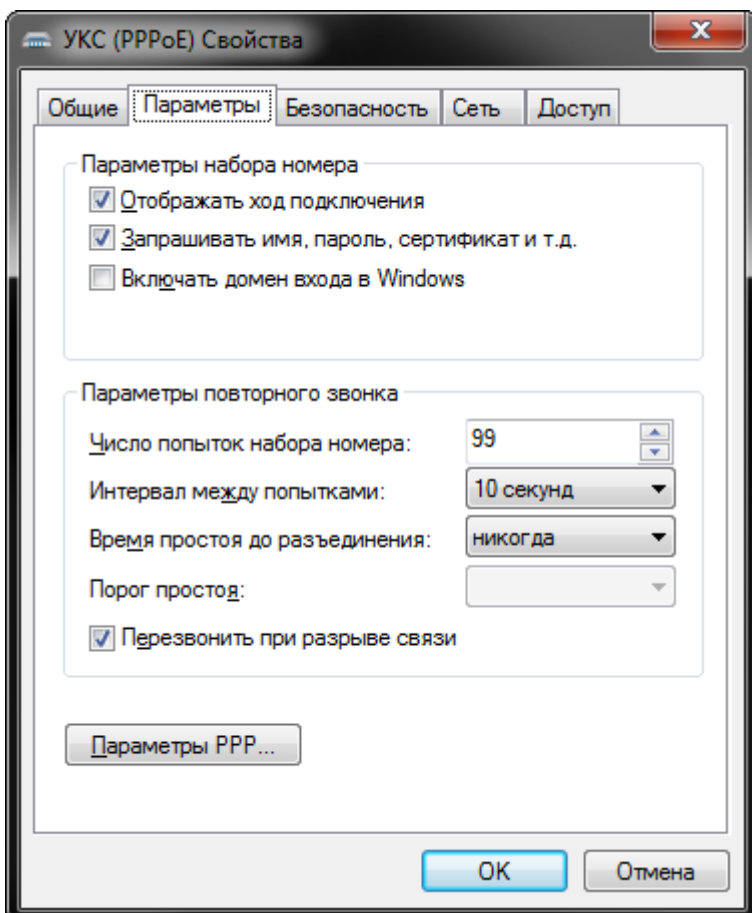 УКС (PPPoE) Свойства
Общие Параметры Безопасность Сеть Доступ
Параметры набора номера
Отображать ход подключения
Запрашивать имя, пароль, сертификат и т.д.
Включать домен входа в Windows
Параметры повторного звонка
Число попыток набора номера: 99
Интервал между попытками: 10 секунд
Время простоя до разъединения: никогда
Порог простоя:
Перезвонить при разрыве связи
Параметры PPP...
OK Отмена